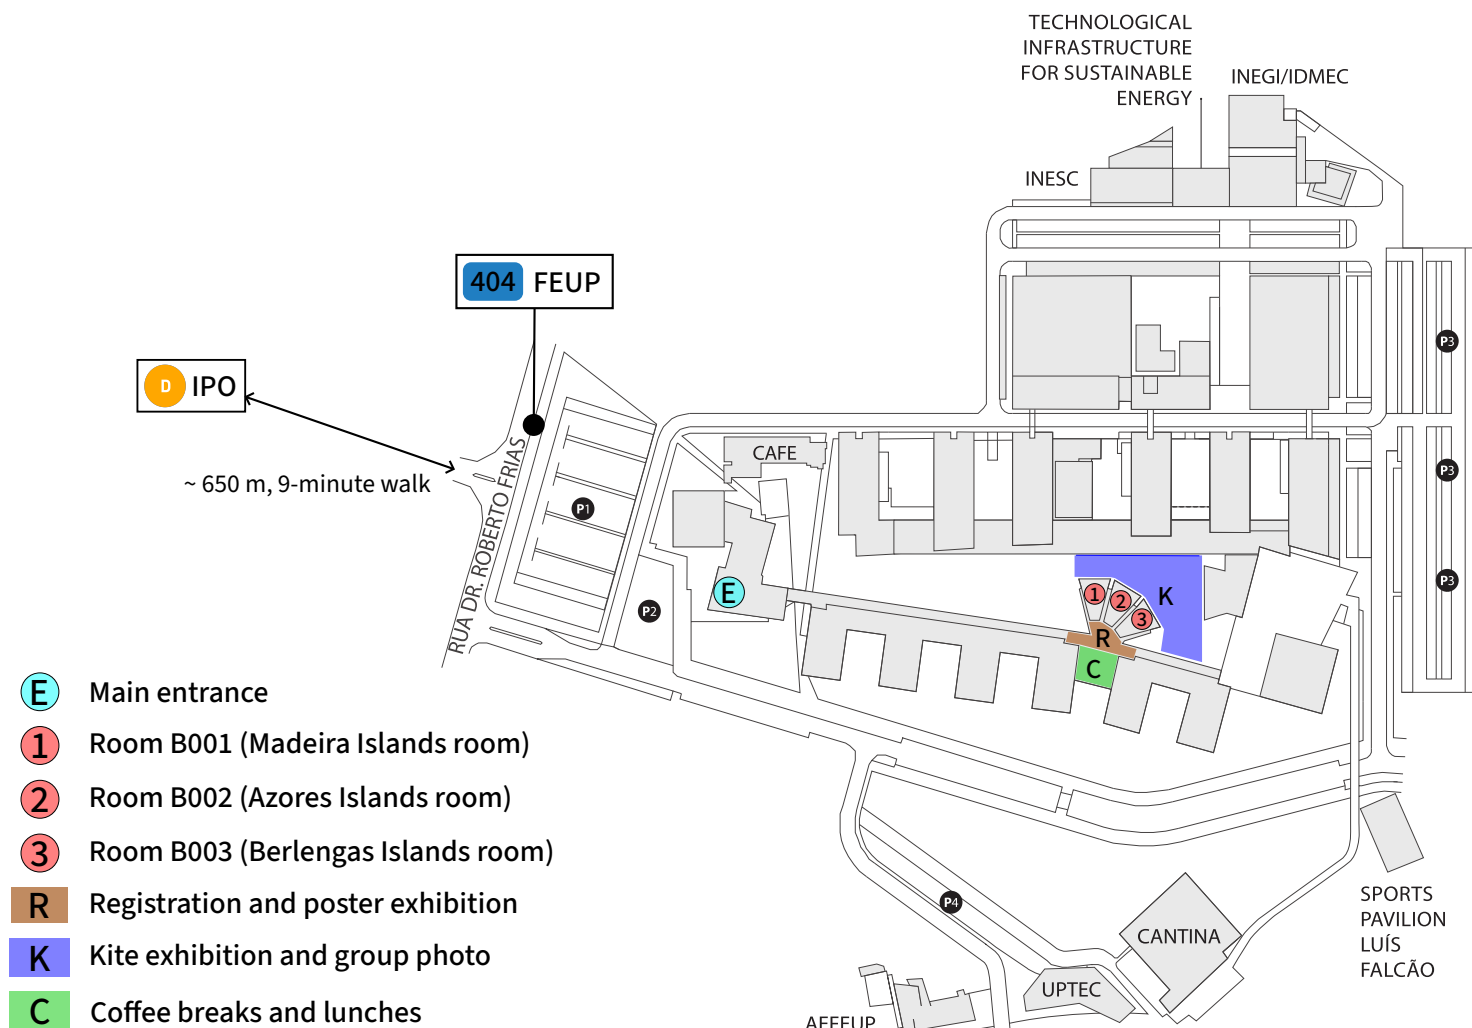 TECHNOLOGICAL
INFRASTRUCTURE
FOR SUSTAINABLE
ENERGY
INEGI/IDMEC
INESC
404 FEUP
D IPO
~ 650 m, 9-minute walk
RUA DR. ROBERTO FRIAS
CAFE
P1
P2
P3
P3
P3
P4
E
1
2
3
K
R
C
E Main entrance
1 Room B001 (Madeira Islands room)
2 Room B002 (Azores Islands room)
3 Room B003 (Berlengas Islands room)
R Registration and poster exhibition
K Kite exhibition and group photo
C Coffee breaks and lunches
CANTINA
UPTEC
AEFEUP
SPORTS
PAVILION
LUÍS
FALCÃO